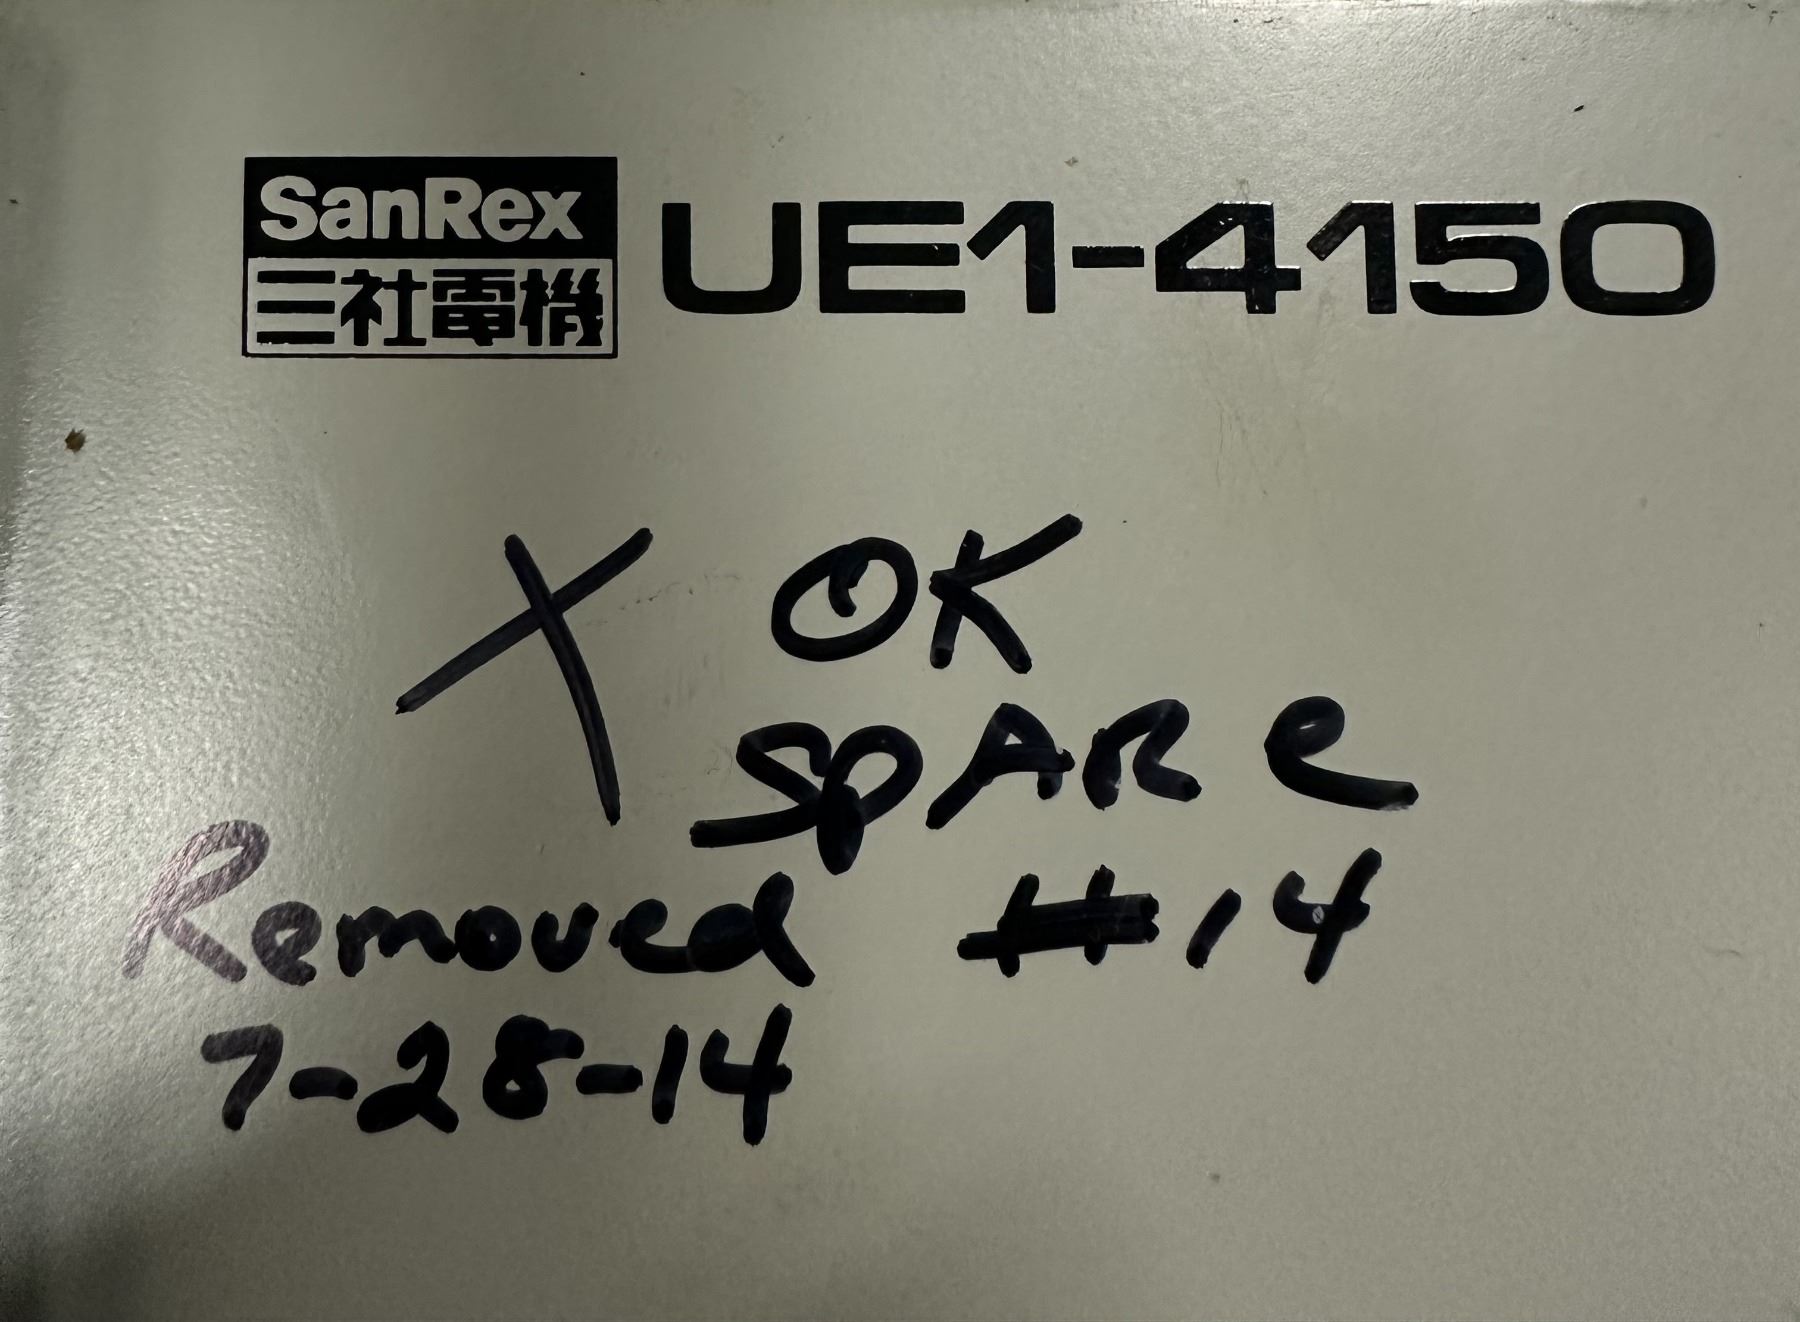 SanRex UE1-4150
三社電機
X OK
SPARe
Removed #14
7-28-14